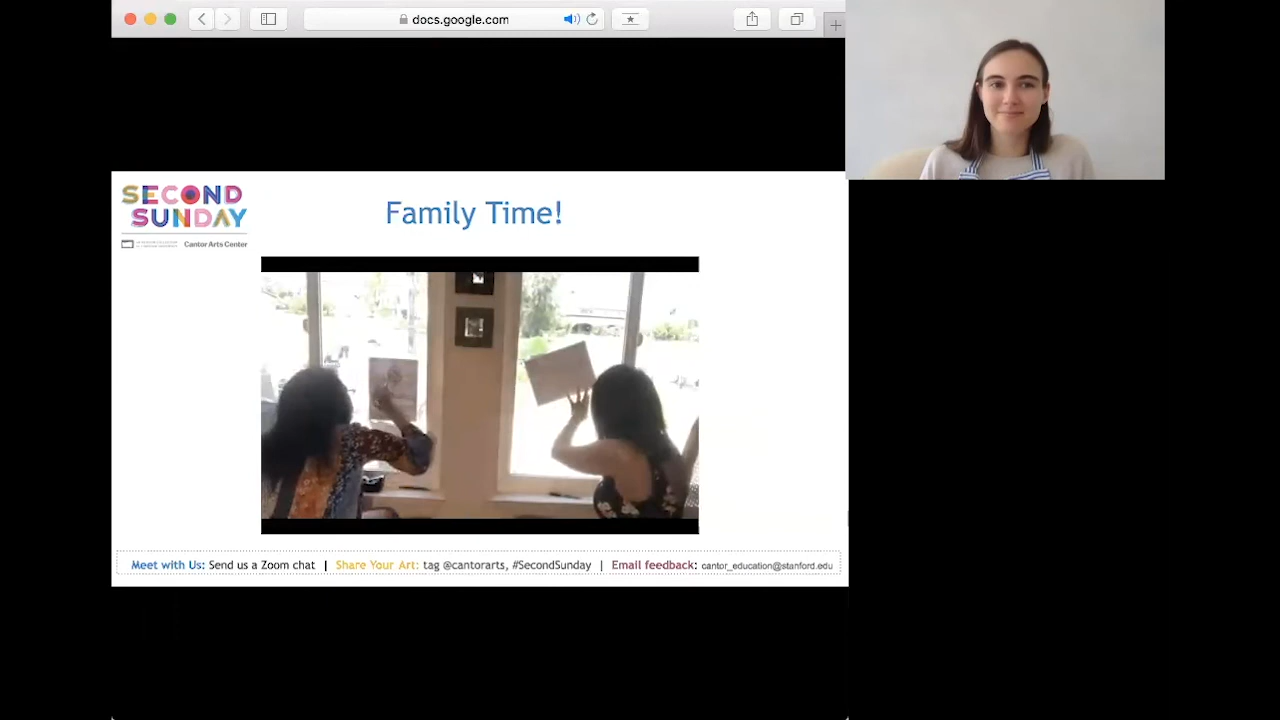 docs.google.com
SECOND
SUNDAY
Family Time!
Cantor Arts Center
Meet with Us: Send us a Zoom chat | Share Your Art: tag @cantorarts, #SecondSunday | Email feedback: cantor_education@stanford.edu